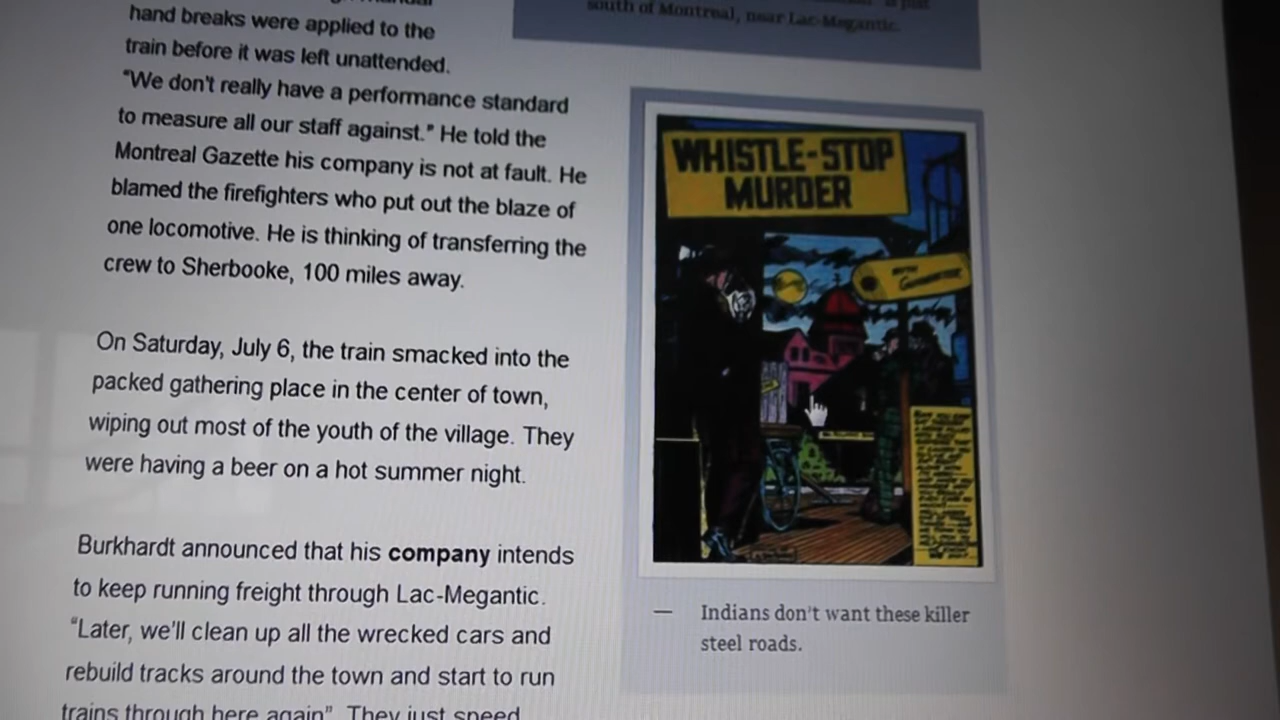 hand breaks were applied to the
train before it was left unattended.
"We don't really have a performance standard
to measure all our staff against." He told the
Montreal Gazette his company is not at fault. He
blamed the firefighters who put out the blaze of
one locomotive. He is thinking of transferring the
crew to Sherbooke, 100 miles away.
On Saturday, July 6, the train smacked into the
packed gathering place in the center of town,
wiping out most of the youth of the village. They
were having a beer on a hot summer night.
Burkhardt announced that his company intends
to keep running freight through Lac-Megantic.
"Later, we'll clean up all the wrecked cars and
rebuild tracks around the town and start to run
trains through here again". They just speed
south of Montreal, near Lac-Megantic.
WHISTLE-STOP
MURDER
— Indians don't want these killer
steel roads.